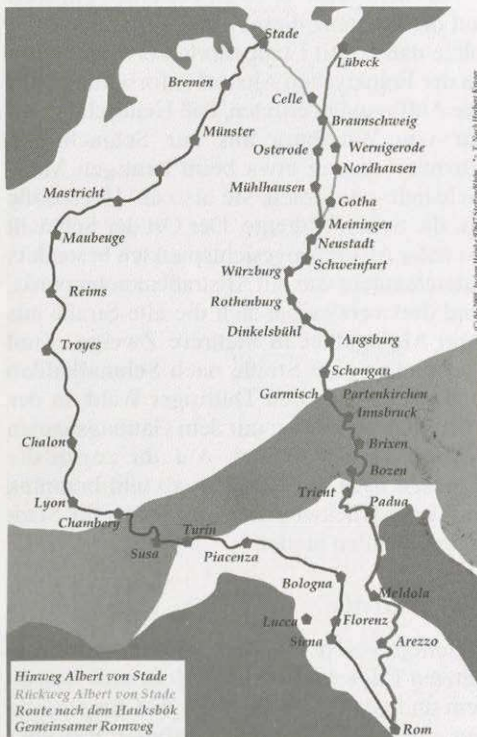 Stade
Lübeck
Bremen
Celle
Braunschweig
Münster
Osterode
Wernigerode
Nordhausen
Mastricht
Mühlhausen
Gotha
Meiningen
Maubeuge
Neustadt
Schweinfurt
Würzburg
Reims
Rothenburg
Dinkelsbühl
Augsburg
Troyes
Schongau
Garmisch
Partenkirchen
Innsbruck
Brixen
Chalon
Bozen
Trient
Lyon
Padua
Chambery
Turin
Susa
Piacenza
Bologna
Meldola
Lucca
Florenz
Siena
Arezzo
Hinweg Albert von Stade
Rückweg Albert von Stade
Route nach dem Hauksbók
Gemeinsamer Romweg
Rom